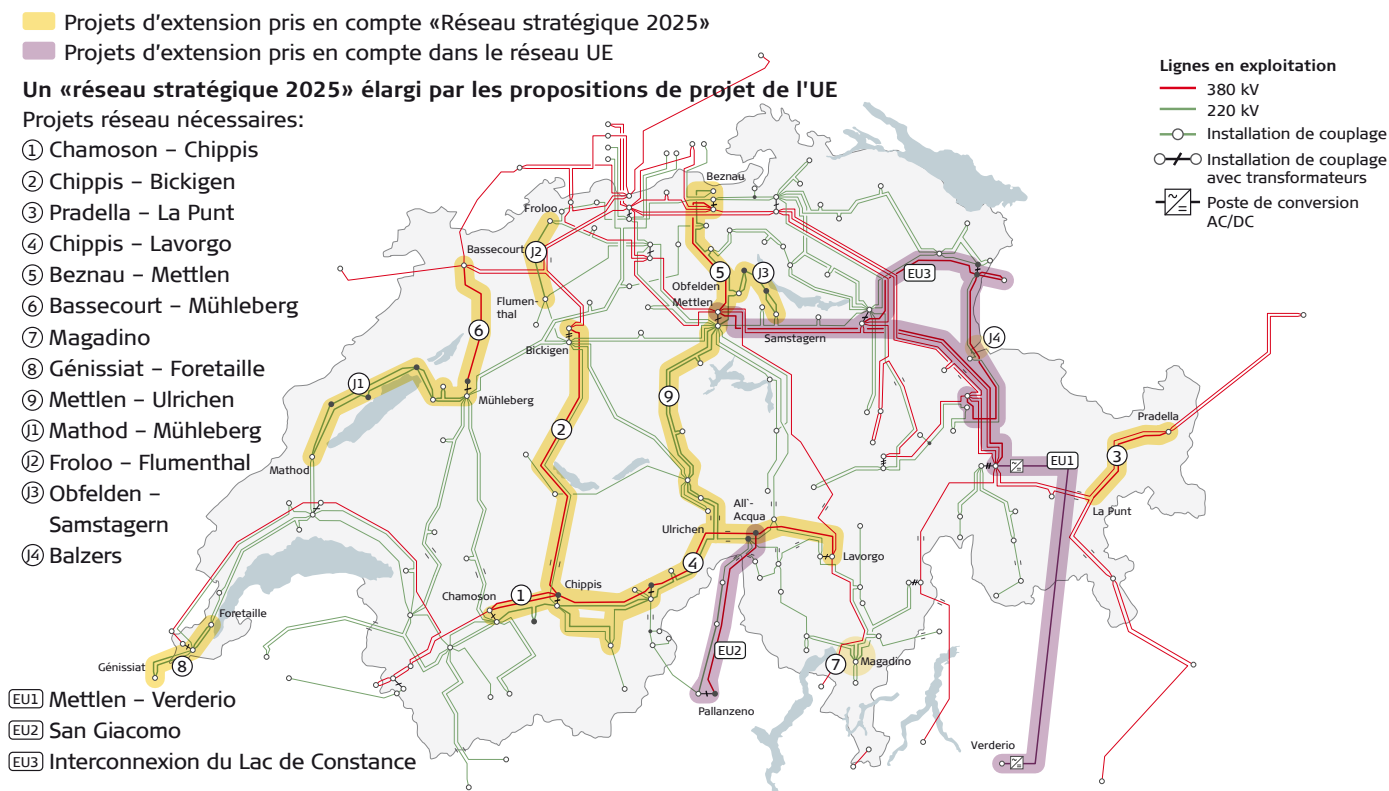 Projets d'extension pris en compte «Réseau stratégique 2025»
Projets d'extension pris en compte dans le réseau UE
Un «réseau stratégique 2025» élargi par les propositions de projet de l'UE
Projets réseau nécessaires:
1 Chamoson – Chippis
2 Chippis – Bickigen
3 Pradella – La Punt
4 Chippis – Lavorgo
5 Beznau – Mettlen
6 Bassecourt – Mühleberg
7 Magadino
8 Génissiat – Foretaille
9 Mettlen – Ulrichen
J1 Mathod – Mühleberg
J2 Froloo – Flumenthal
J3 Obfelden –
Samstagern
J4 Balzers
EU1 Mettlen – Verderio
EU2 San Giacomo
EU3 Interconnexion du Lac de Constance
Lignes en exploitation
380 kV
220 kV
Installation de couplage
Installation de couplage
avec transformateurs
Poste de conversion
AC/DC
Beznau
Froloo
Bassecourt
J2
5
J3
EU3
Obfelden
Mettlen
Flumen-
thal
6
Samstagern
J4
Bickigen
J1
Mühleberg
9
2
Pradella
Mathod
EU1
3
All`-
Acqua
La Punt
Ulrichen
Lavorgo
4
Chippis
Chamoson
1
Foretaille
EU2
7
Magadino
Génissiat
8
Pallanzeno
Verderio